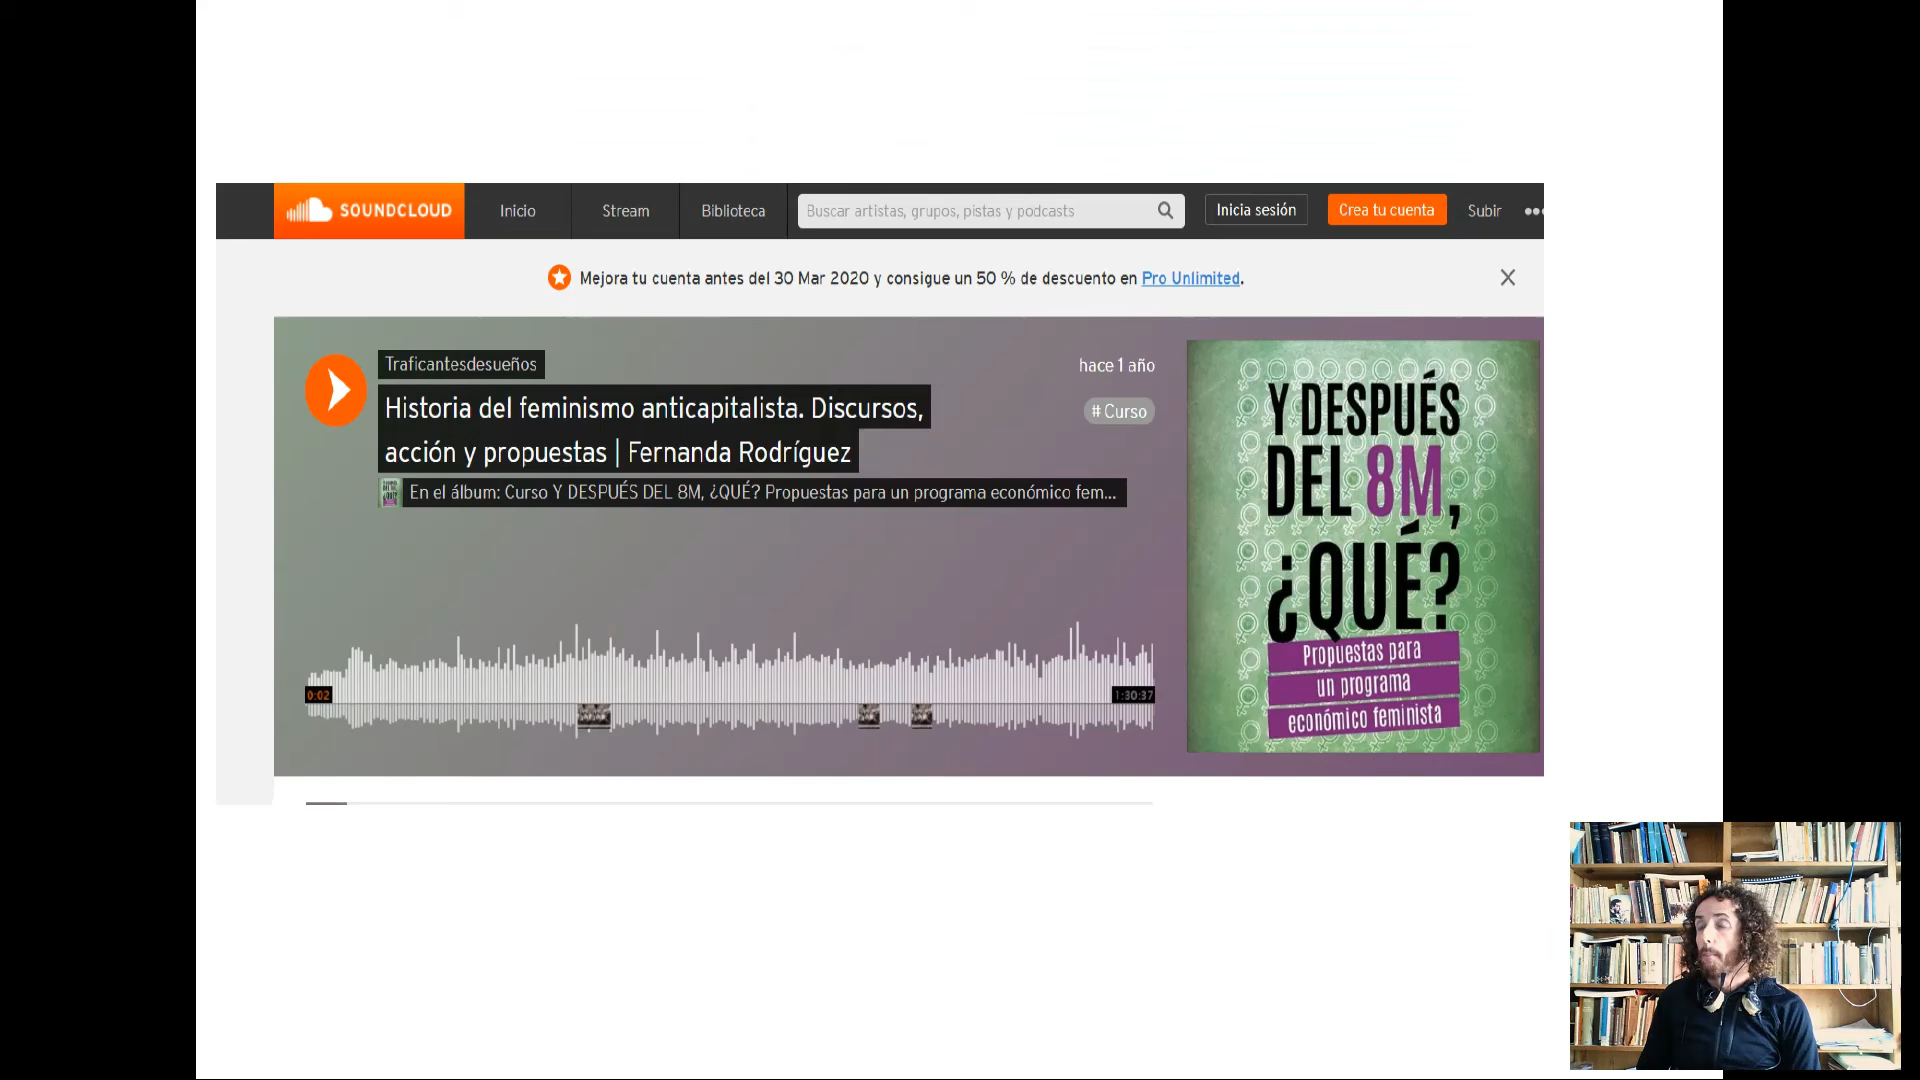 SOUNDCLOUD
Inicio
Stream
Biblioteca
Buscar artistas, grupos, pistas y podcasts
Inicia sesión
Crea tu cuenta
Subir
Mejora tu cuenta antes del 30 Mar 2020 y consigue un 50 % de descuento en Pro Unlimited.
Traficantesdesueños
hace 1 año
Historia del feminismo anticapitalista. Discursos,
acción y propuestas | Fernanda Rodríguez
# Curso
En el álbum: Curso Y DESPUÉS DEL 8M, ¿QUÉ? Propuestas para un programa económico fem...
0:02
1:30:37
Y DESPUÉS
DEL 8M,
¿QUÉ?
Propuestas para
un programa
económico feminista